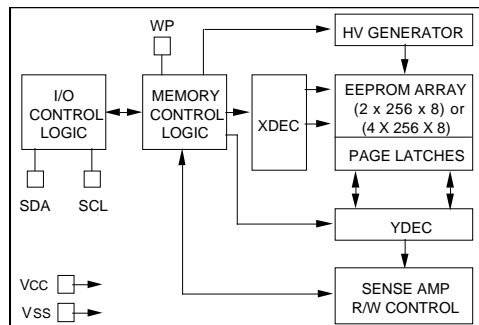 WP
HV GENERATOR
I/O
CONTROL
LOGIC
MEMORY
CONTROL
LOGIC
XDEC
EEPROM ARRAY
(2 x 256 x 8) or
(4 X 256 X 8)
PAGE LATCHES
SDA
SCL
YDEC
VCC
VSS
SENSE AMP
R/W CONTROL